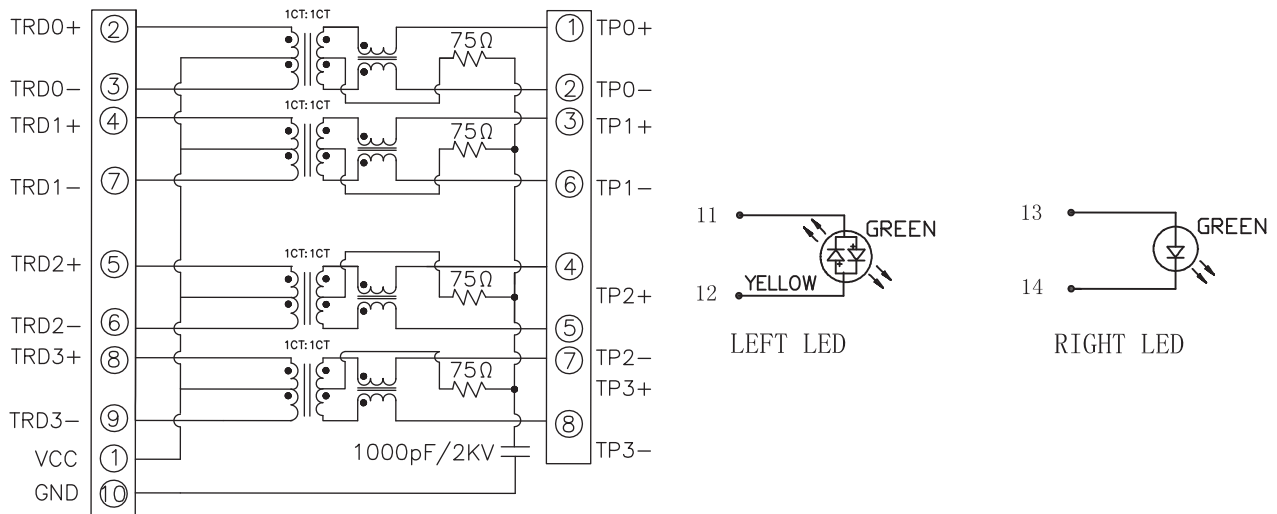 1CT:1CT
TRD0+ ② ① TP0+
75Ω
TRD0- ③ ② TP0-
1CT:1CT
TRD1+ ④ ③ TP1+
75Ω
TRD1- ⑦ ⑥ TP1-
1CT:1CT
TRD2+ ⑤ ④
75Ω
TP2+
TRD2- ⑥ ⑤
1CT:1CT
TRD3+ ⑧ ⑦ TP2-
75Ω
TP3+
TRD3- ⑨ ⑧
VCC ① 1000pF/2KV TP3-
GND ⑩
11
GREEN
12 YELLOW
LEFT LED
13
GREEN
14
RIGHT LED